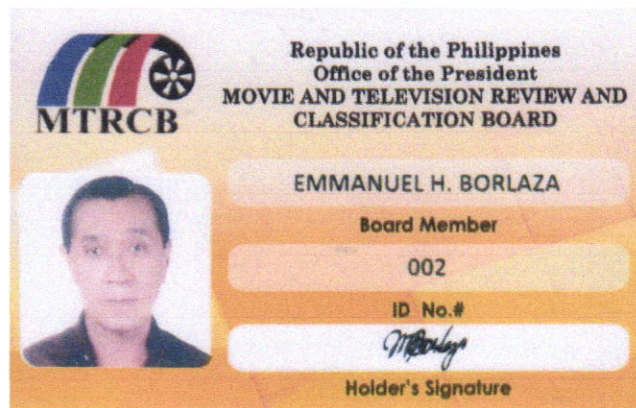 Republic of the Philippines
Office of the President
MOVIE AND TELEVISION REVIEW AND
CLASSIFICATION BOARD
MTRCB
EMMANUEL H. BORLAZA
Board Member
002
ID No.#
Holder's Signature